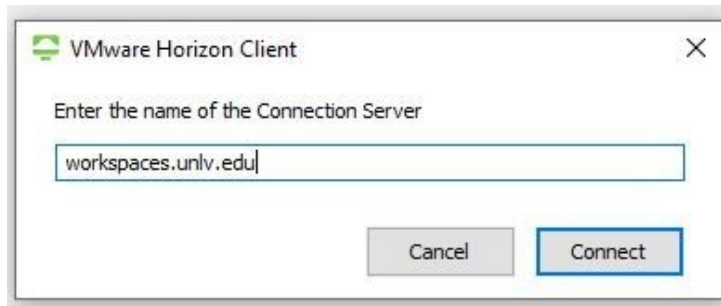 VMware Horizon Client
Enter the name of the Connection Server
workspaces.unlv.edu
Cancel Connect